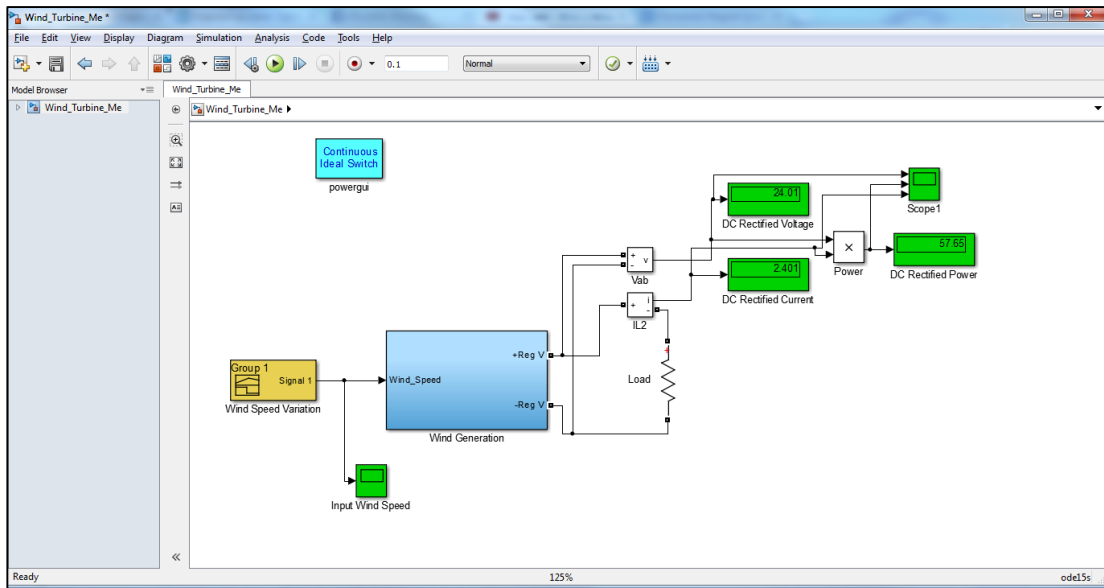 Wind_Turbine_Me *
File Edit View Display Diagram Simulation Analysis Code Tools Help
0.1
Normal
Model Browser
Wind_Turbine_Me
Wind_Turbine_Me
Wind_Turbine_Me
Continuous
Ideal Switch
powergui
24.01
DC Rectified Voltage
Scope1
+
-
v
Vab
×
Power
57.65
DC Rectified Power
2.401
DC Rectified Current
+
i
-
IL2
+
Load
Group 1
Signal 1
Wind Speed Variation
Wind_Speed
+Reg V
-Reg V
Wind Generation
Input Wind Speed
Ready
125%
ode15s